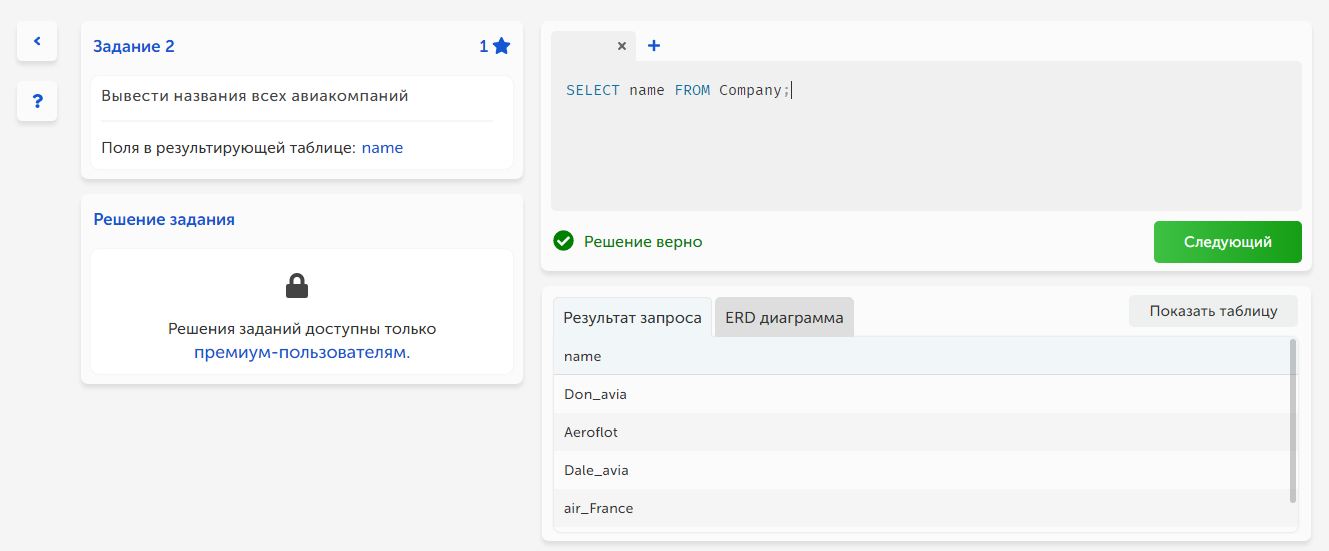 Задание 2
1
Вывести названия всех авиакомпаний
Поля в результирующей таблице: name
Решение задания
Решения заданий доступны только
премиум-пользователям.
?
SELECT name FROM Company;
Решение верно
Следующий
Результат запроса
ERD диаграмма
Показать таблицу
name
Don_avia
Aeroflot
Dale_avia
air_France